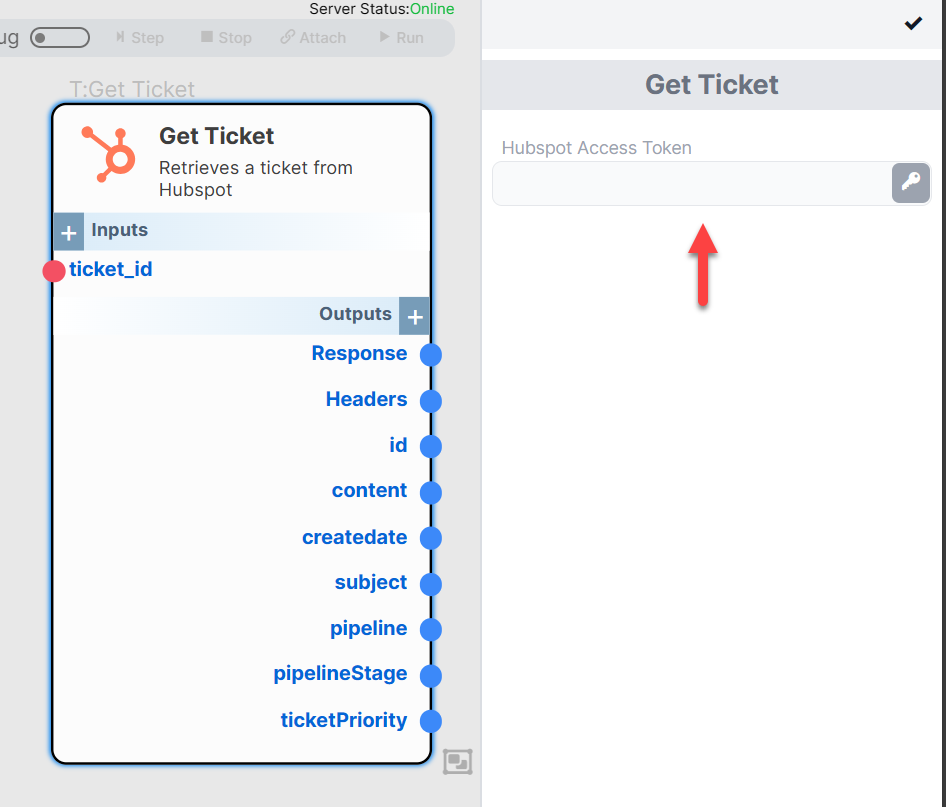 Server Status:Online
ug
Step
Stop
Attach
Run
T:Get Ticket
Get Ticket
Retrieves a ticket from
Hubspot
+ Inputs
ticket_id
Outputs +
Response
Headers
id
content
createdate
subject
pipeline
pipelineStage
ticketPriority
Get Ticket
Hubspot Access Token